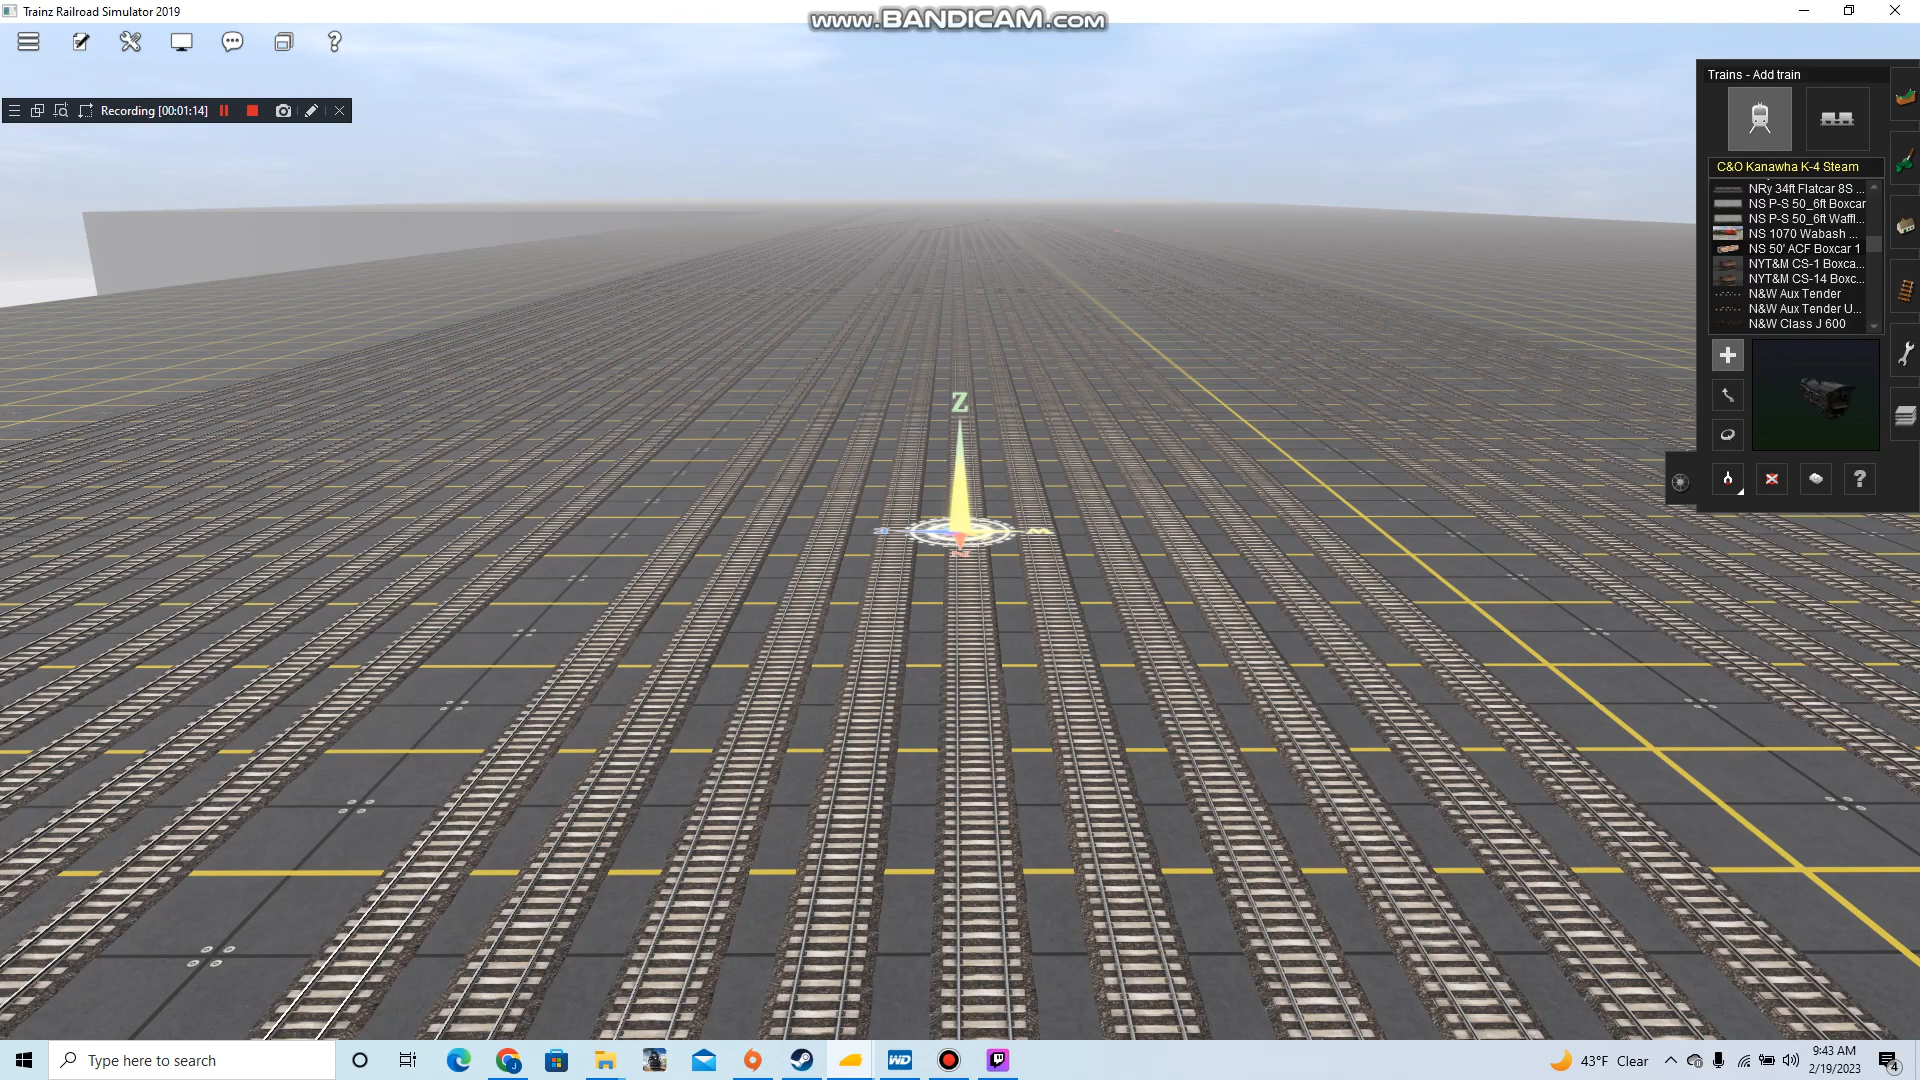 Trainz Railroad Simulator 2019
www.BANDICAM.com
Recording [00:01:14]
Trains - Add train
C&O Kanawha K-4 Steam
NRy 34ft Flatcar 8S ...
NS P-S 50_6ft Boxcar
NS P-S 50_6ft Waffl...
NS 1070 Wabash ...
NS 50' ACF Boxcar 1
NYT&M CS-1 Boxca...
NYT&M CS-14 Boxc...
N&W Aux Tender
N&W Aux Tender U...
N&W Class J 600
Z
Type here to search
WD
43°F Clear
9:43 AM
2/19/2023
4